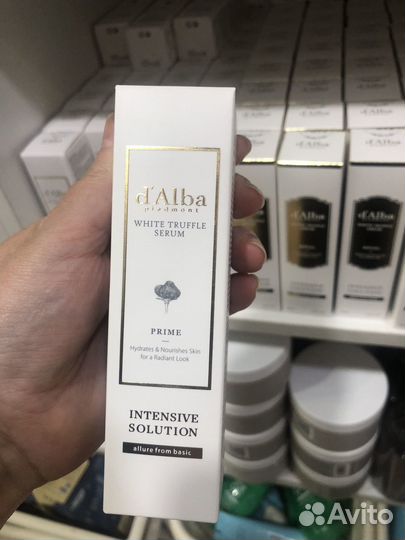 d'Alba
piedmont
WHITE TRUFFLE
SERUM
PRIME
Hydrates & Nourishes Skin
for a Radiant Look
INTENSIVE
SOLUTION
allure from basic
d'Alba
d'Alba
Avito